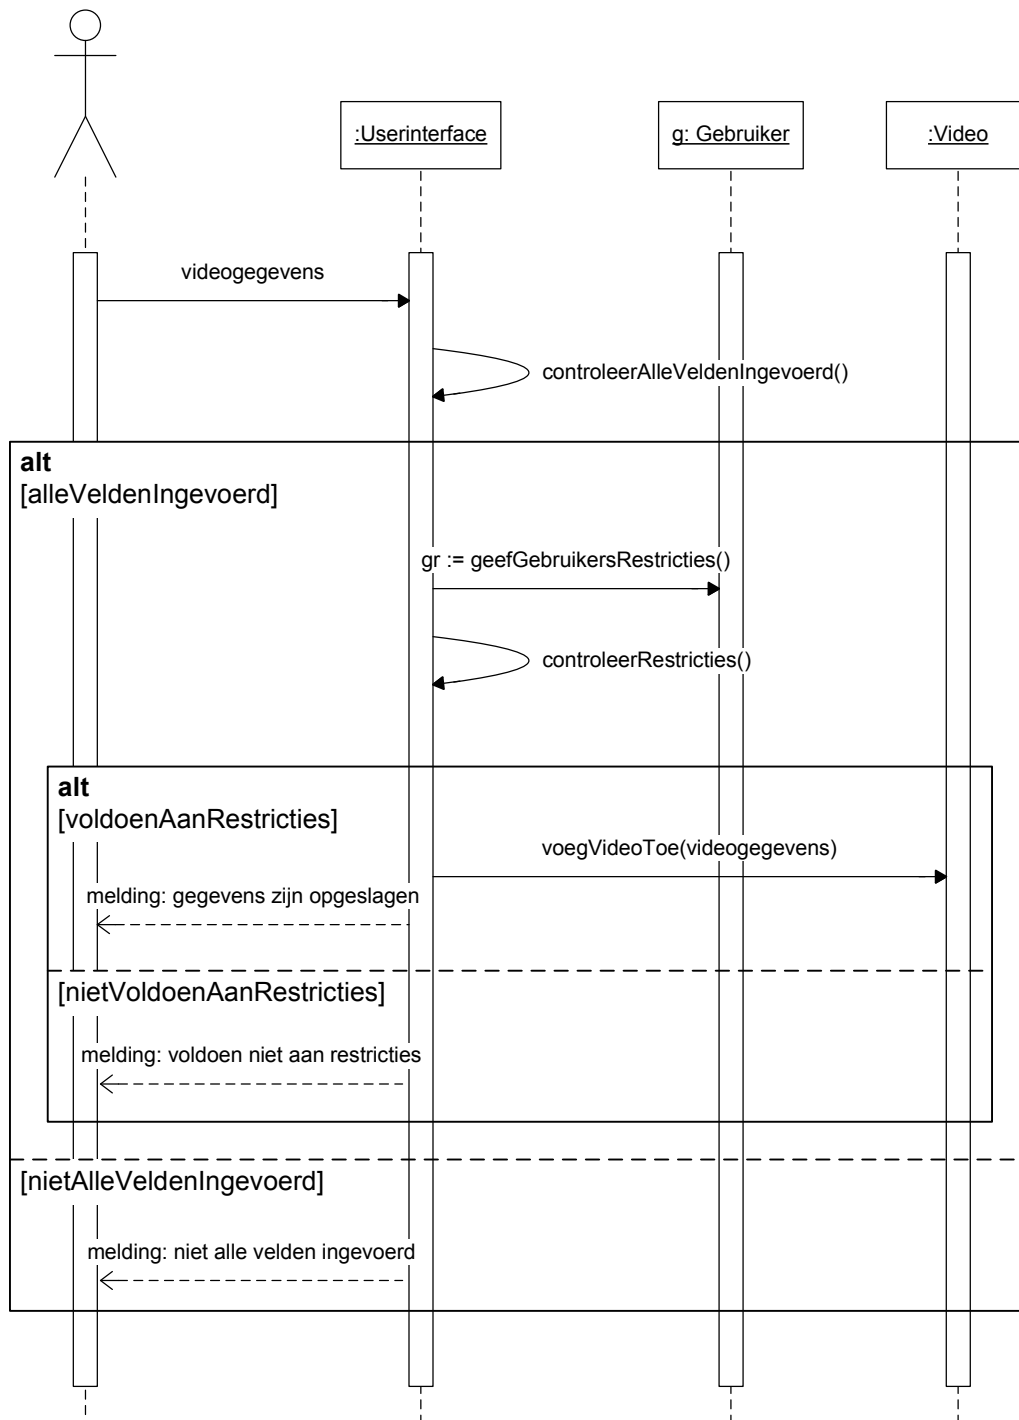 :Userinterface
g: Gebruiker
:Video
videogegevens
controleerAlleVeldenIngevoerd()
alt
[alleVeldenIngevoerd]
gr := geefGebruikersRestricties()
controleerRestricties()
alt
[voldoenAanRestricties]
voegVideoToe(videogegevens)
melding: gegevens zijn opgeslagen
[nietVoldoenAanRestricties]
melding: voldoen niet aan restricties
[nietAlleVeldenIngevoerd]
melding: niet alle velden ingevoerd